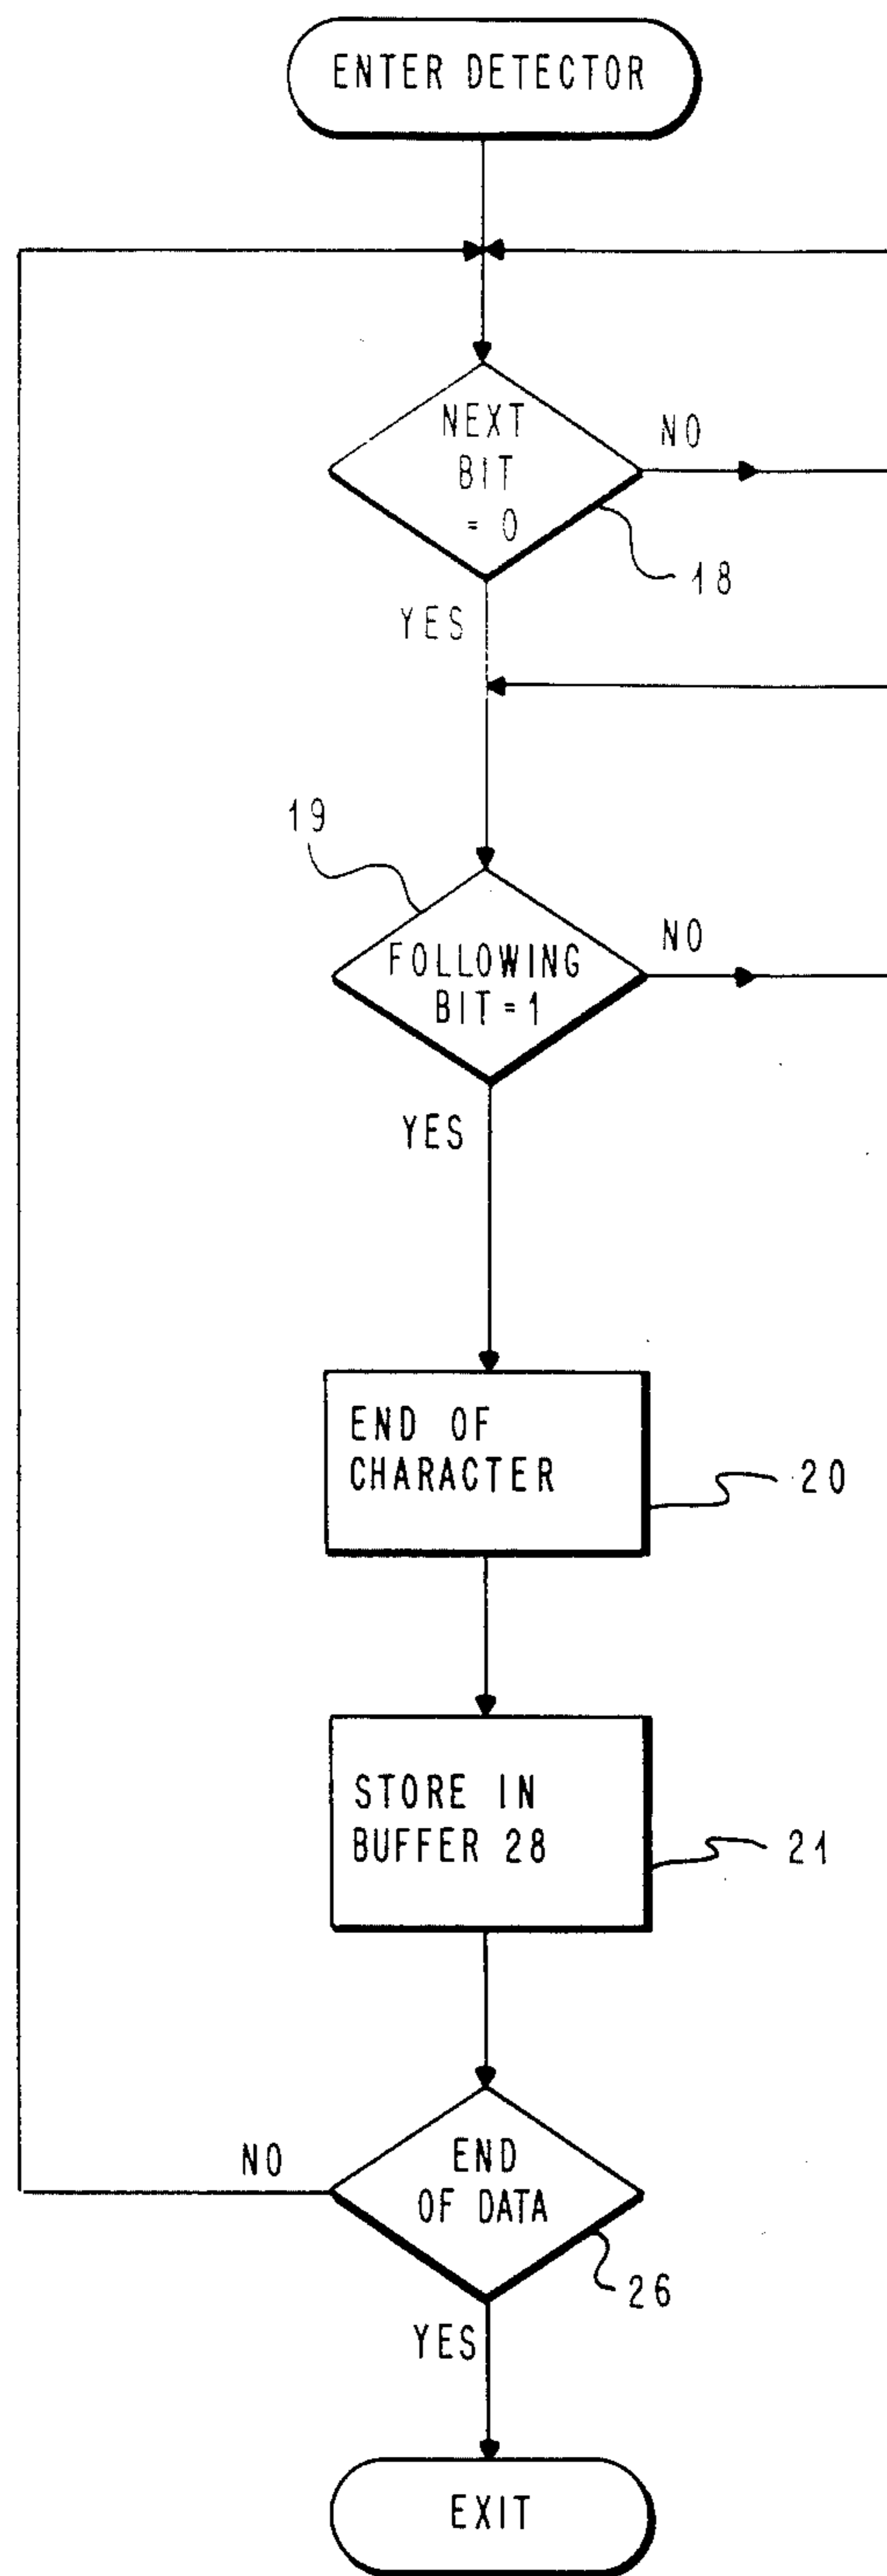 ENTER DETECTOR
NEXT
BIT
= 0
NO
18
YES
19
FOLLOWING
BIT = 1
NO
YES
END OF
CHARACTER
20
STORE IN
BUFFER 28
21
END
OF DATA
NO
26
YES
EXIT